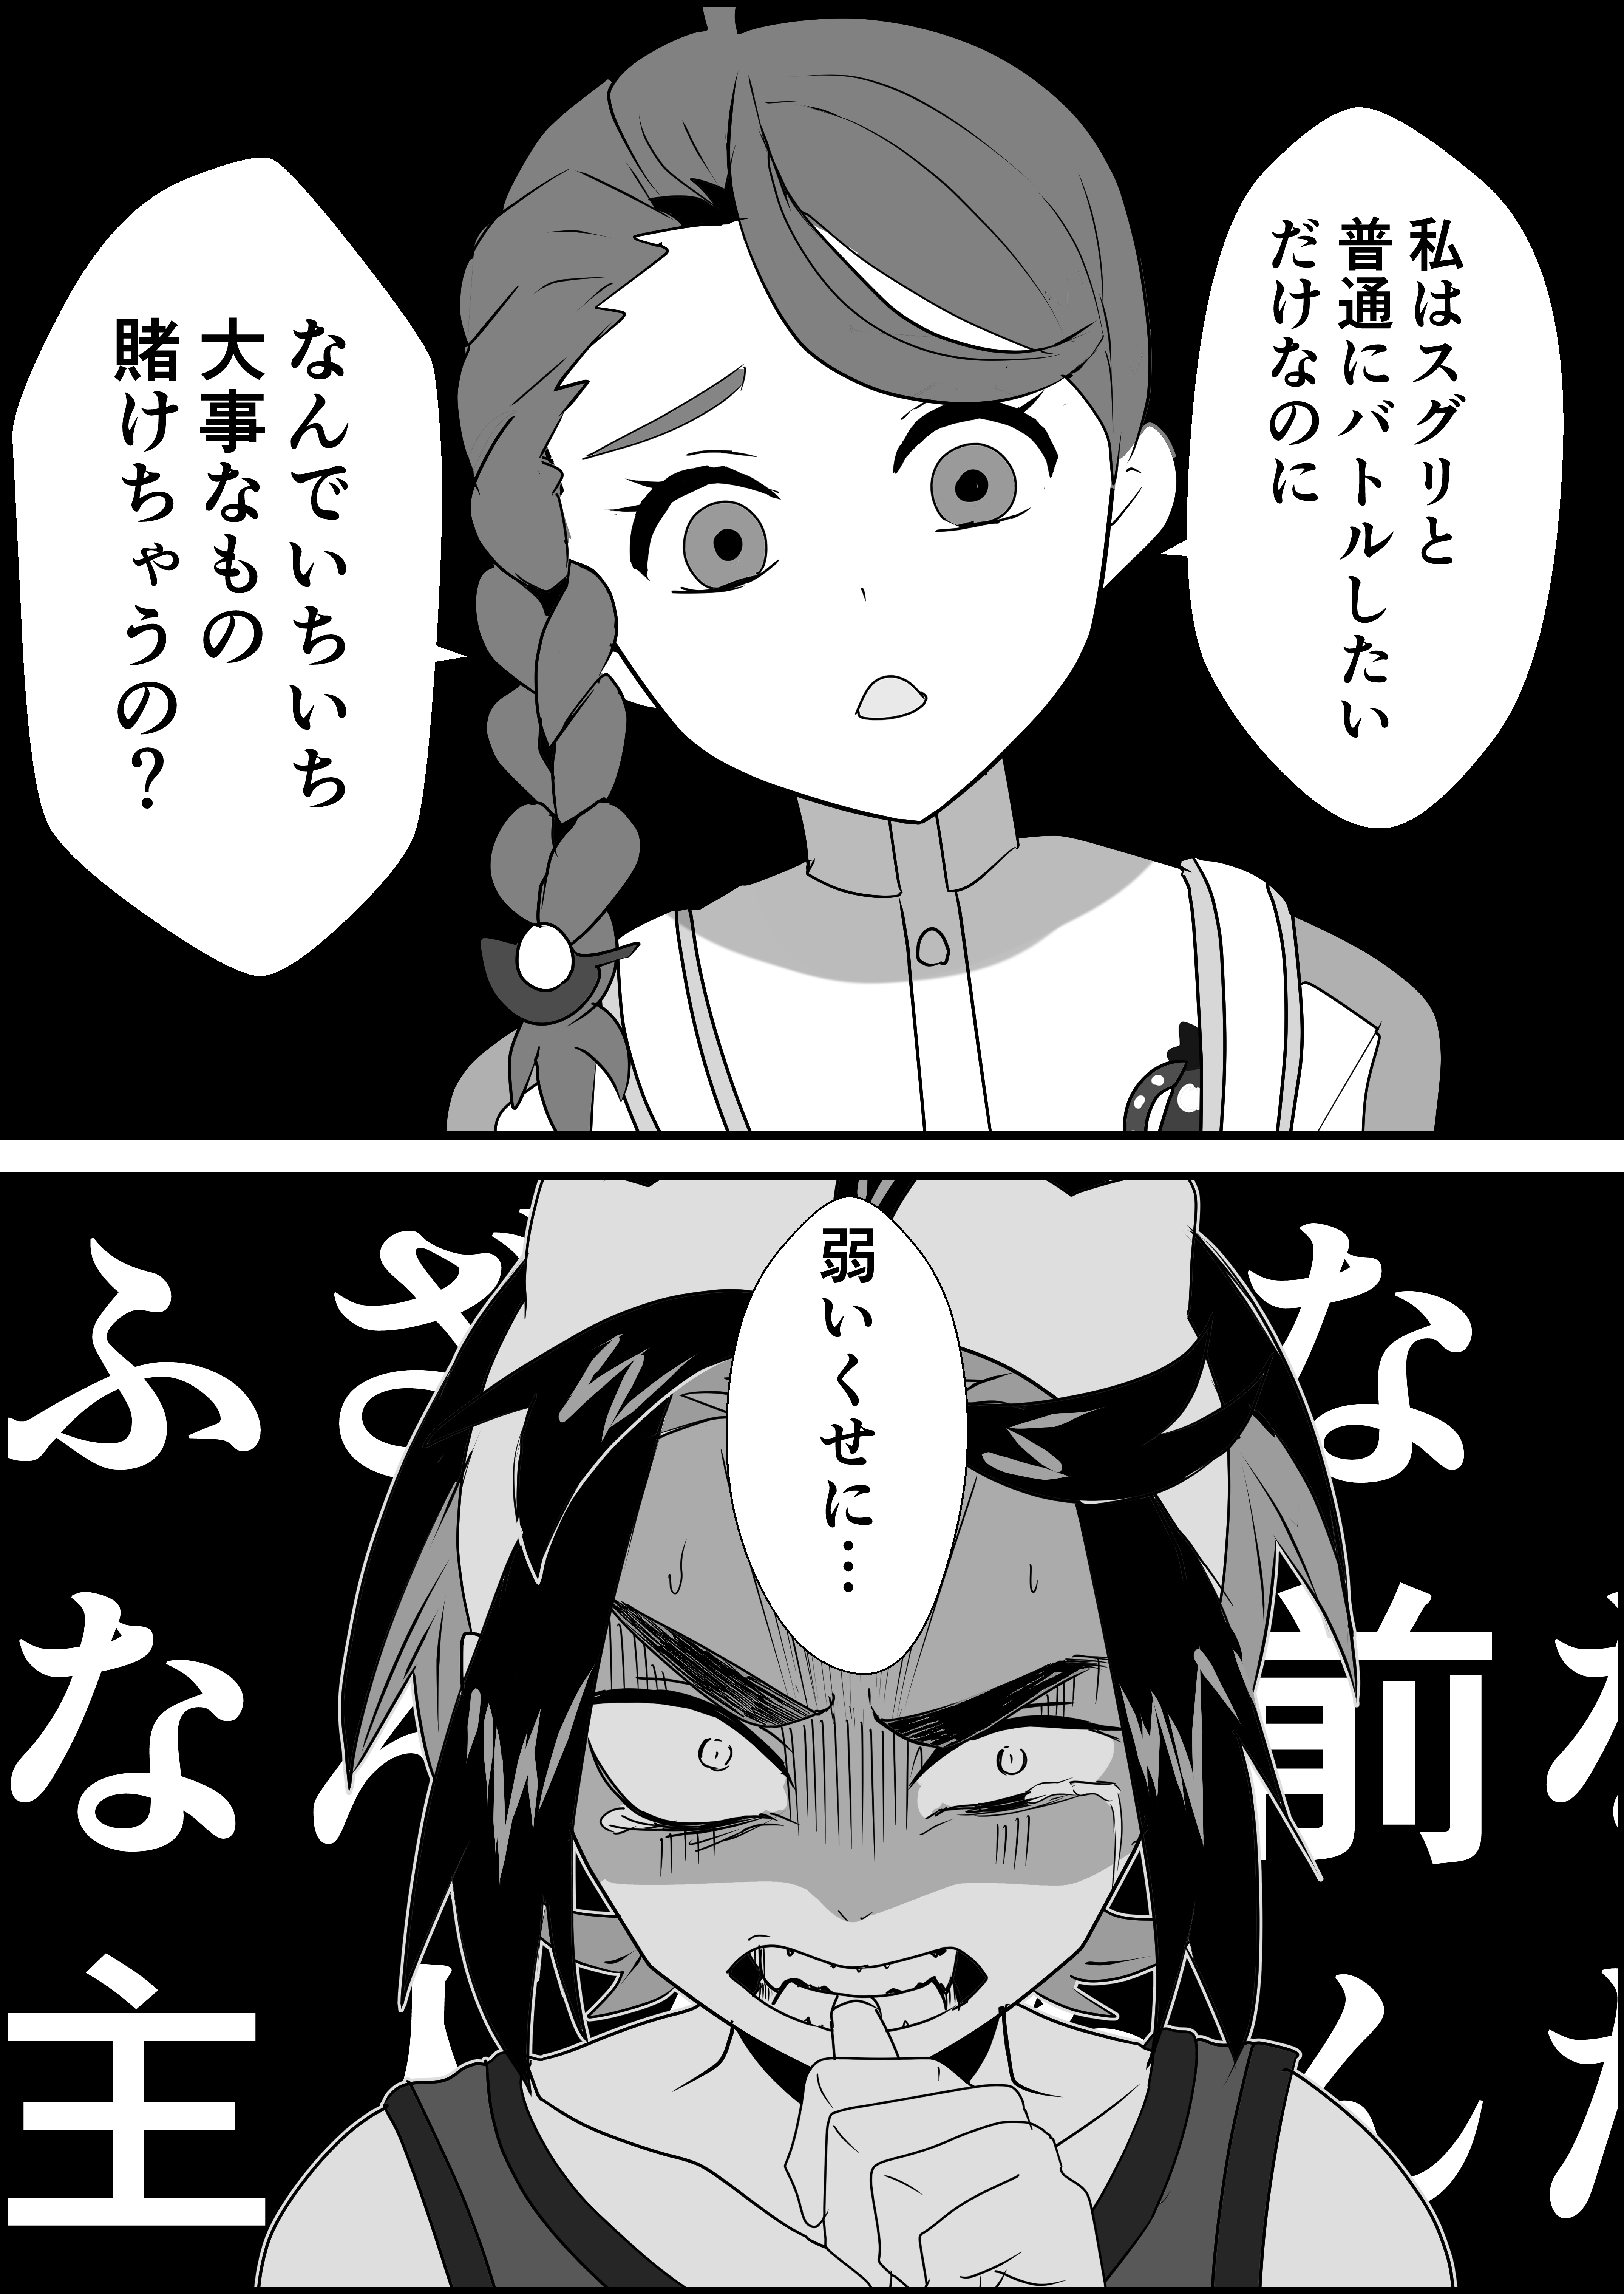 私はスグリと
普通にバトルしたい
だけなのに
なんでいちいち
大事なもの
賭けちゃうの？
弱いくせに…
ふざ な
な 前
主